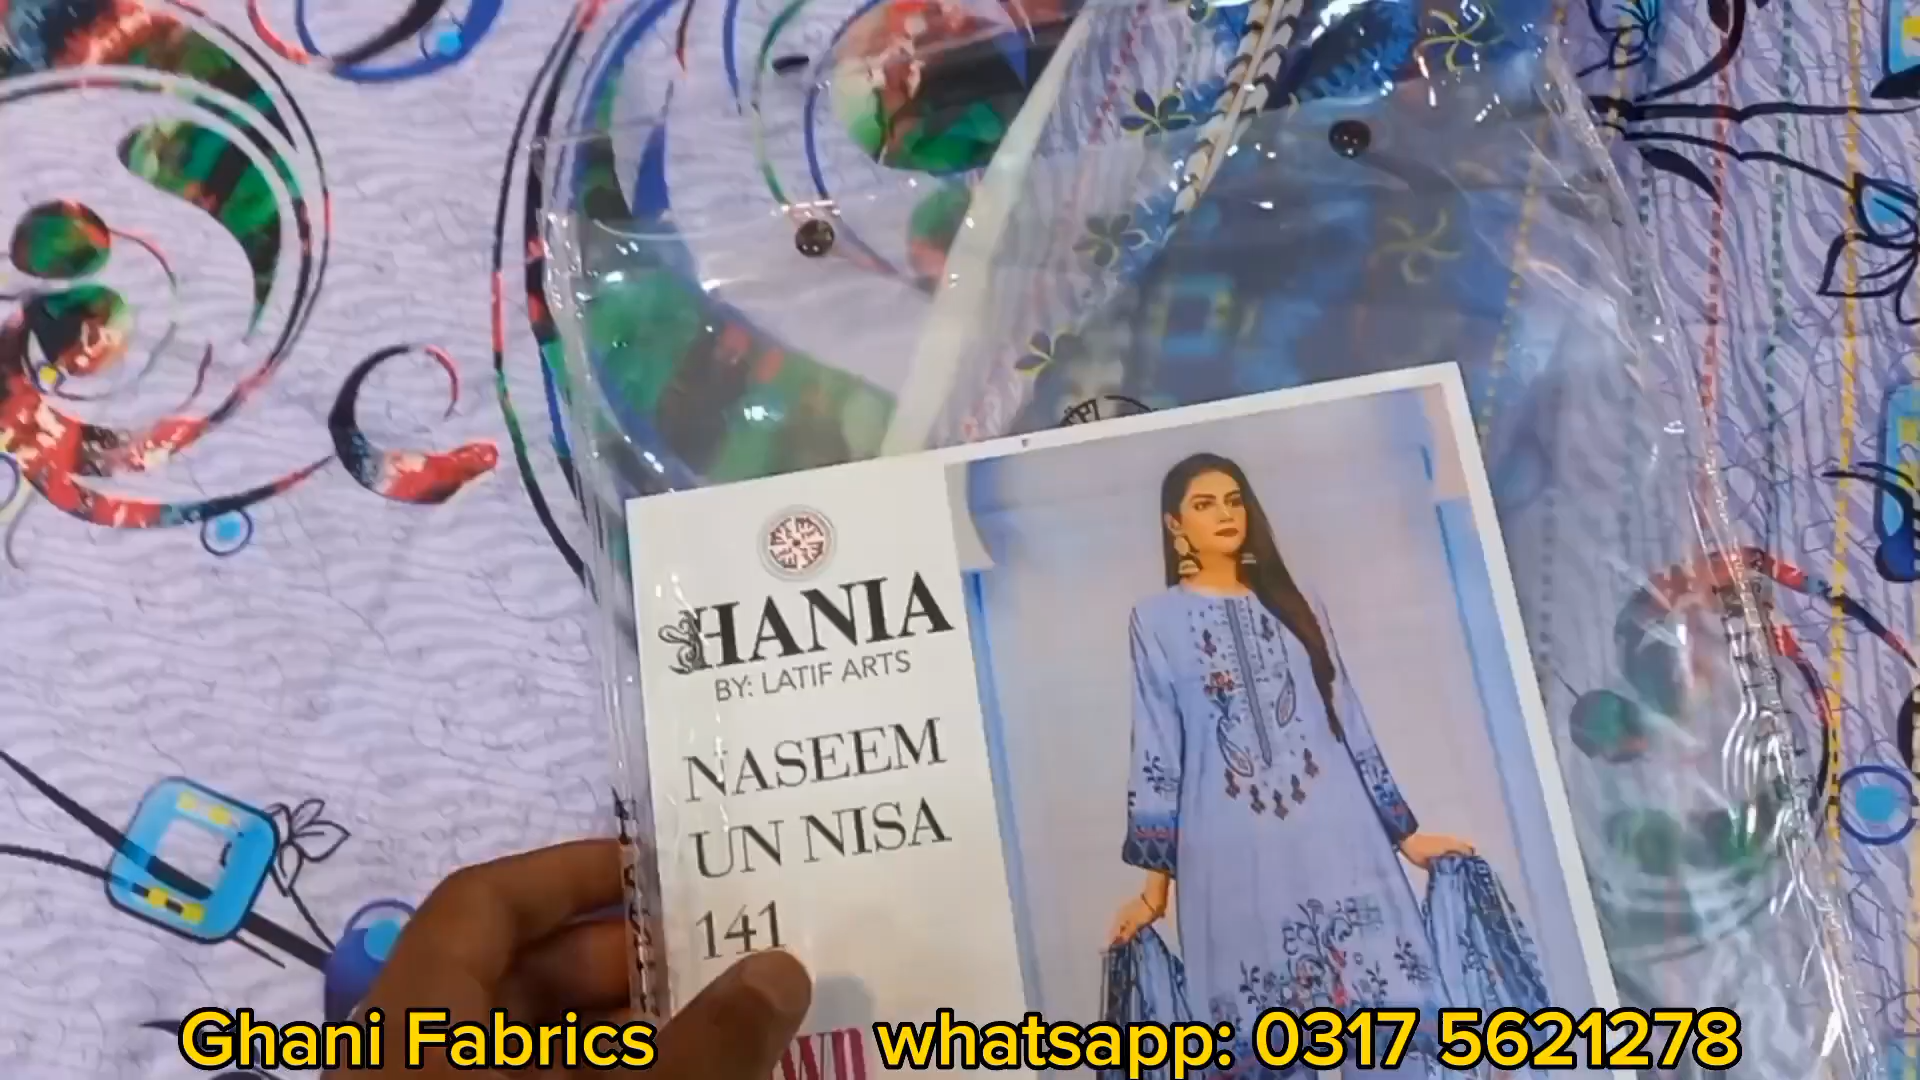 HANIA
BY: LATIF ARTS
NASEEM
UN NISA
141
Ghani Fabrics
whatsapp: 0317 5621278